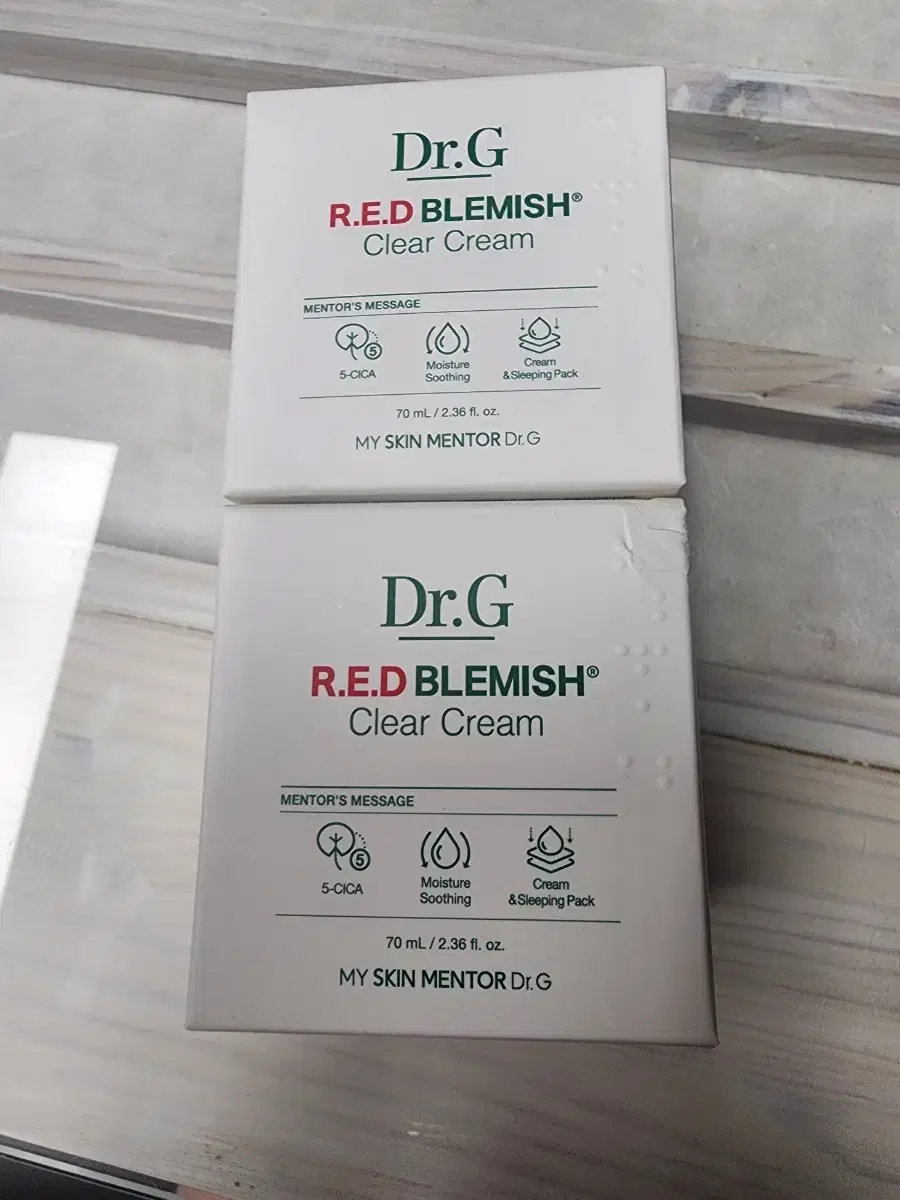 Dr.G
R.E.D BLEMISH®
Clear Cream
MENTOR'S MESSAGE
5
5-CICA
Moisture
Soothing
Cream
&Sleeping Pack
70 mL / 2.36 fl. oz.
MY SKIN MENTOR Dr.G
Dr.G
R.E.D BLEMISH®
Clear Cream
MENTOR'S MESSAGE
5
5-CICA
Moisture
Soothing
Cream
&Sleeping Pack
70 mL / 2.36 fl. oz.
MY SKIN MENTOR Dr.G